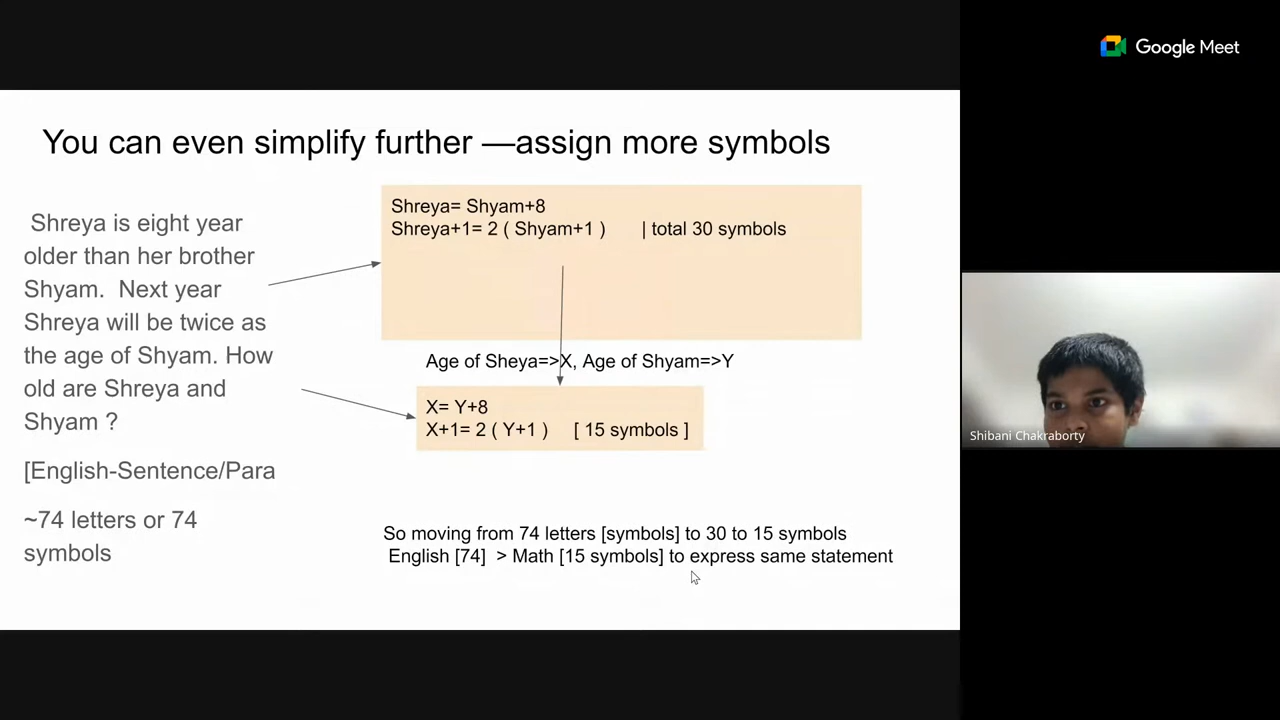 Google Meet
You can even simplify further —assign more symbols
Shreya is eight year
older than her brother
Shyam.  Next year
Shreya will be twice as
the age of Shyam. How
old are Shreya and
Shyam ?
[English-Sentence/Para
~74 letters or 74
symbols
Shreya= Shyam+8
Shreya+1= 2 ( Shyam+1 )      | total 30 symbols
Age of Sheya=>X, Age of Shyam=>Y
X= Y+8
X+1= 2 ( Y+1 )    [ 15 symbols ]
So moving from 74 letters [symbols] to 30 to 15 symbols
English [74]  > Math [15 symbols] to express same statement
Shibani Chakraborty